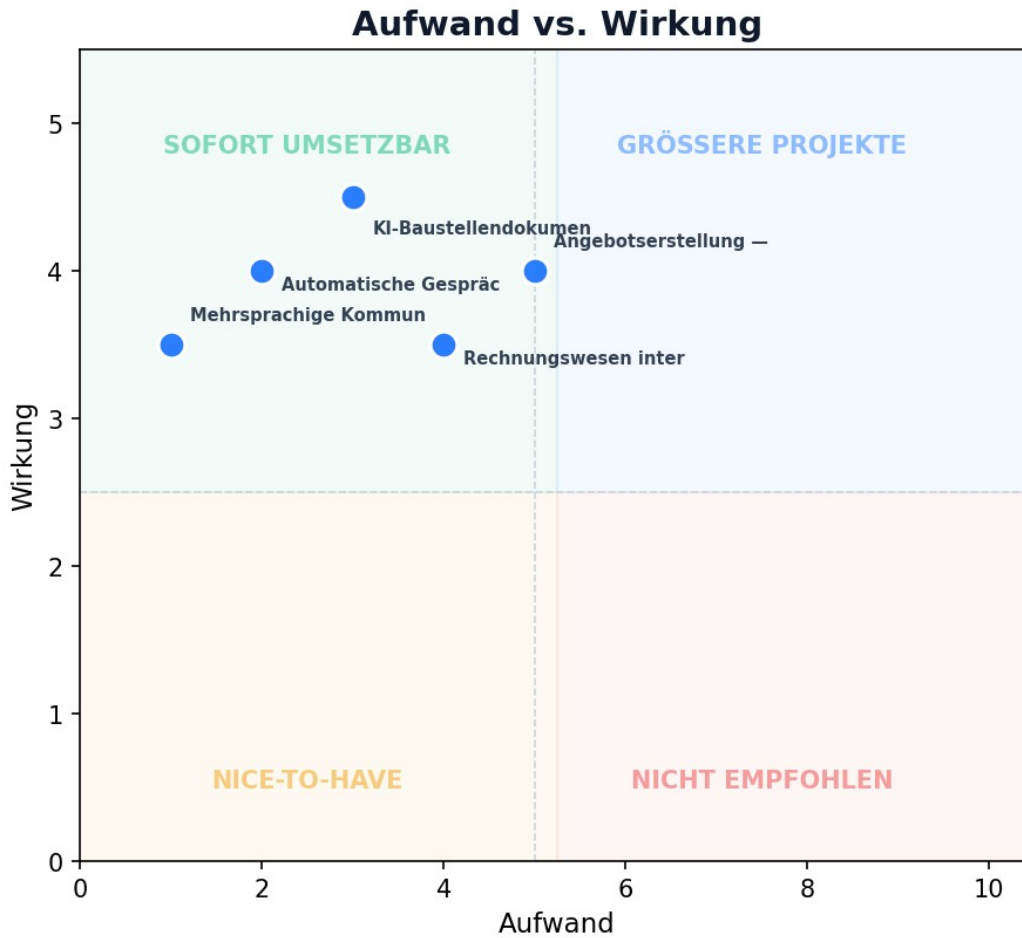 Aufwand vs. Wirkung
5
SOFORT UMSETZBAR
GRÖSSERE PROJEKTE
KI-Baustellendokumen
Angebotserstellung —
4
Automatische Gespräc
Mehrsprachige Kommun
Rechnungswesen inter
3
Wirkung
2
1
NICE-TO-HAVE
NICHT EMPFOHLEN
0
0 2 4 6 8 10
Aufwand